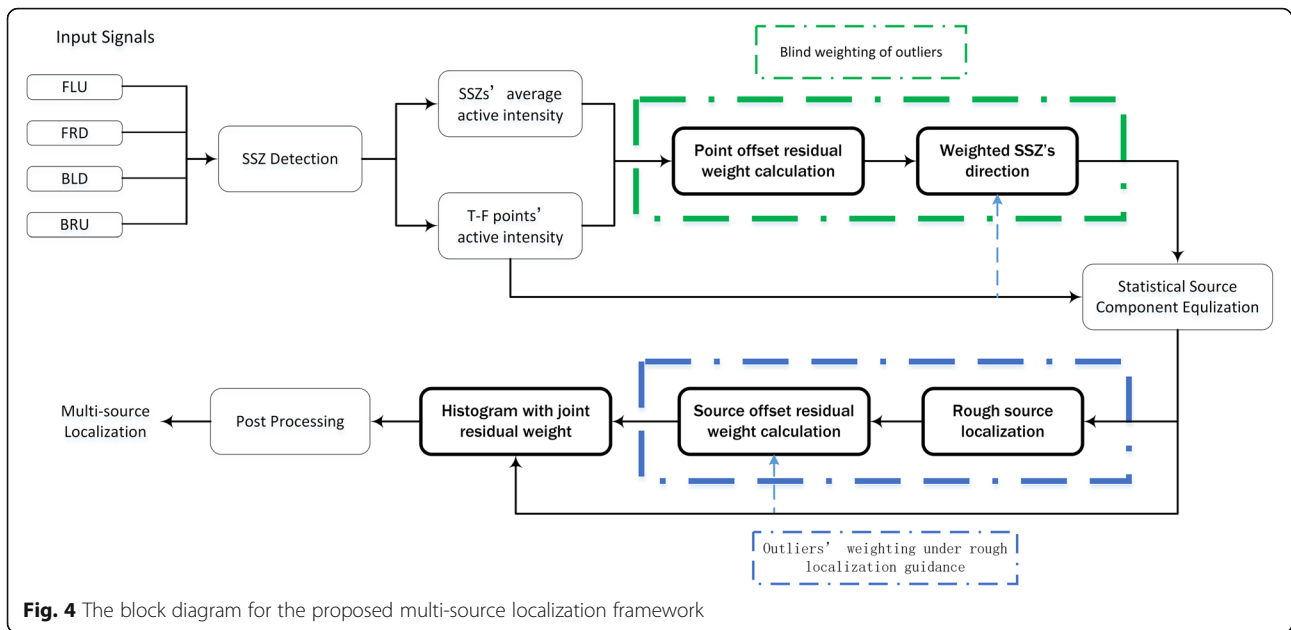 Input Signals
FLU
FRD
BLD
BRU
SSZ Detection
SSZs' average
active intensity
T-F points'
active intensity
Blind weighting of outliers
Point offset residual
weight calculation
Weighted SSZ's
direction
Statistical Source
Component Equlization
Rough source
localization
Source offset residual
weight calculation
Histogram with joint
residual weight
Post Processing
Multi-source
Localization
Outliers' weighting under rough
localization guidance
Fig. 4 The block diagram for the proposed multi-source localization framework